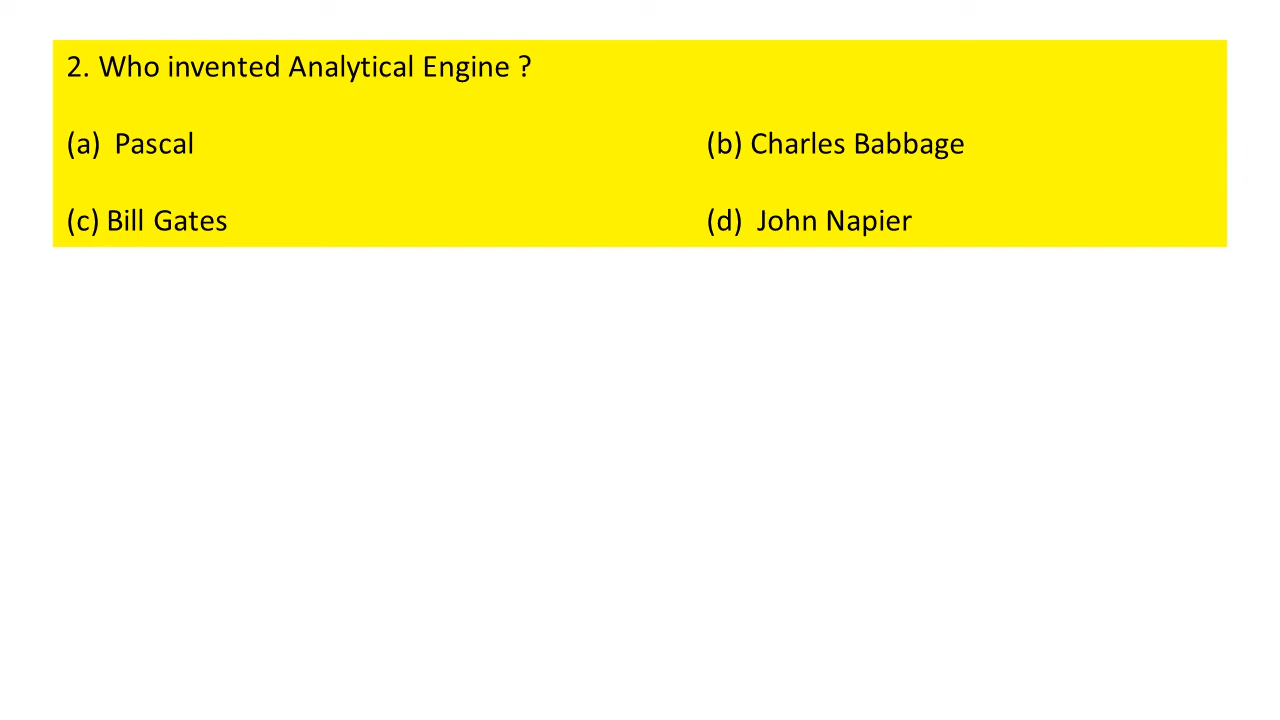 2. Who invented Analytical Engine ?
(a) Pascal (b) Charles Babbage
(c) Bill Gates (d) John Napier